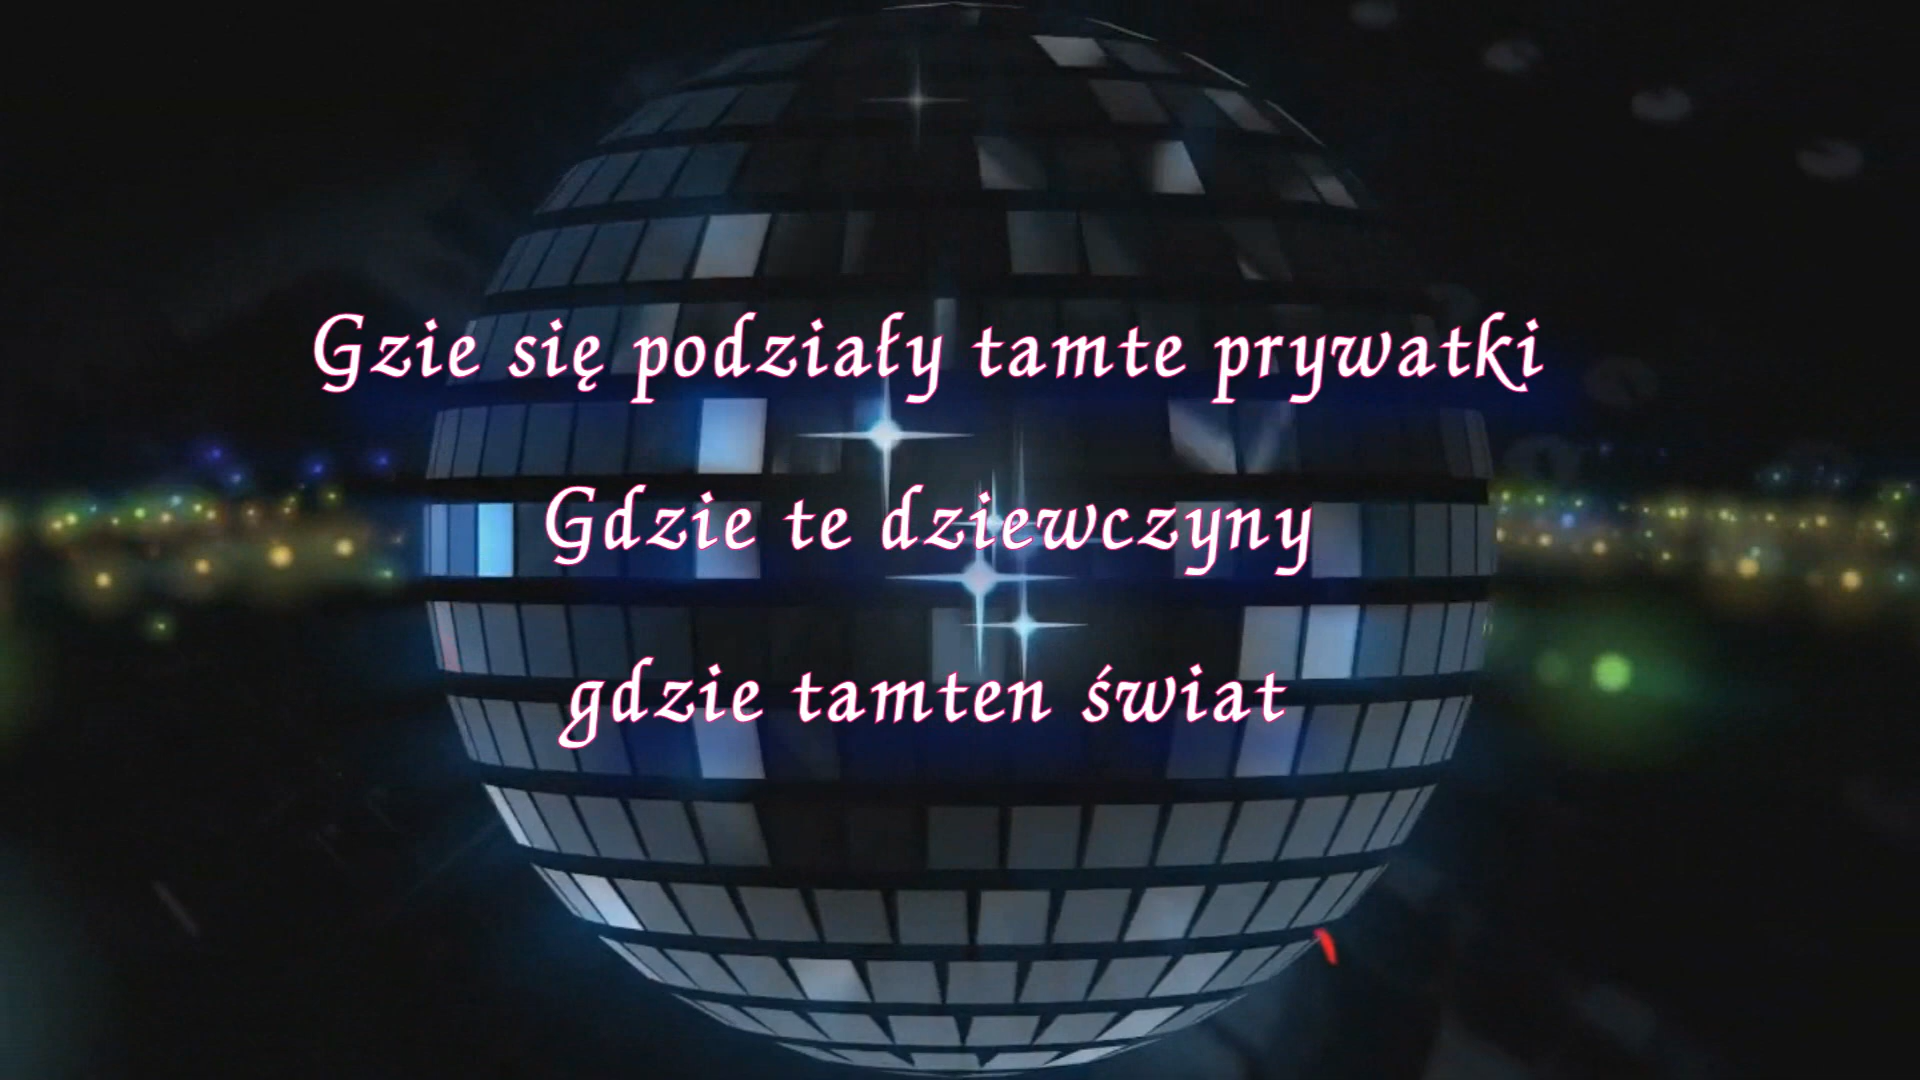 Gzie się podziały tamte prywatki
Gdzie te dziewczyny
gdzie tamten świat